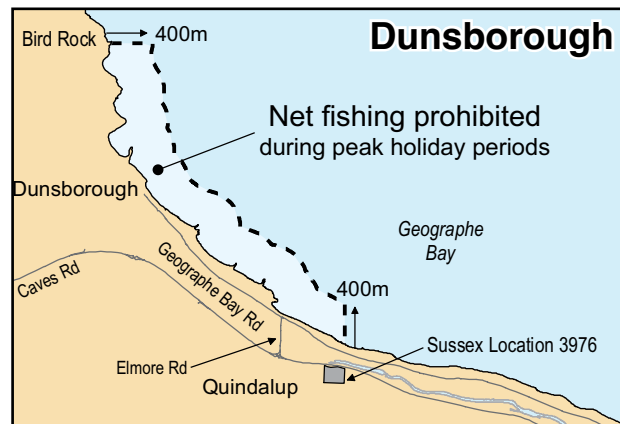 Dunsborough
Bird Rock
400m
Net fishing prohibited
during peak holiday periods
Dunsborough
Geographe
Bay
Caves Rd
Geographe Bay Rd
400m
Elmore Rd
Sussex Location 3976
Quindalup